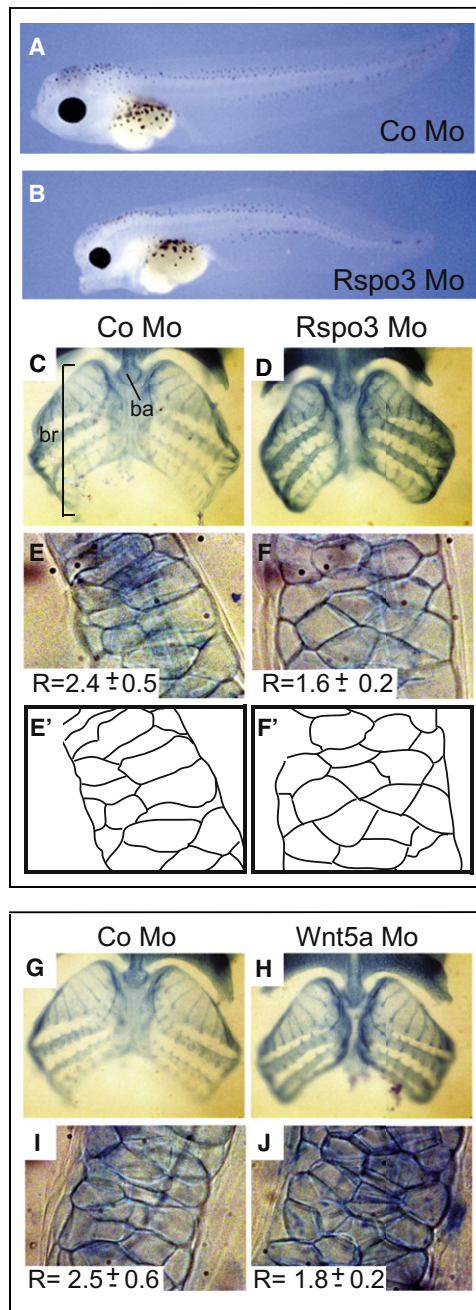 A
Co Mo
B
Rspo3 Mo
Co Mo Rspo3 Mo
C D
br ba
E F
R=2.4 ± 0.5 R=1.6 ± 0.2
E' F'
Co Mo Wnt5a Mo
G H
I J
R= 2.5 ± 0.6 R= 1.8 ± 0.2